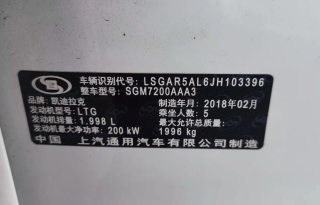 车辆识别代号：LSGAR5AL6JH103396
整车型号：SGM7200AAA3
品牌：凯迪拉克 制造年月：2018年02月
发动机型号：LTG 乘坐人数：5
发动机排量：1.998 L 最大允许总质量：
发动机最大净功率：200 kW 1996 kg
中国 上汽通用汽车有限公司制造